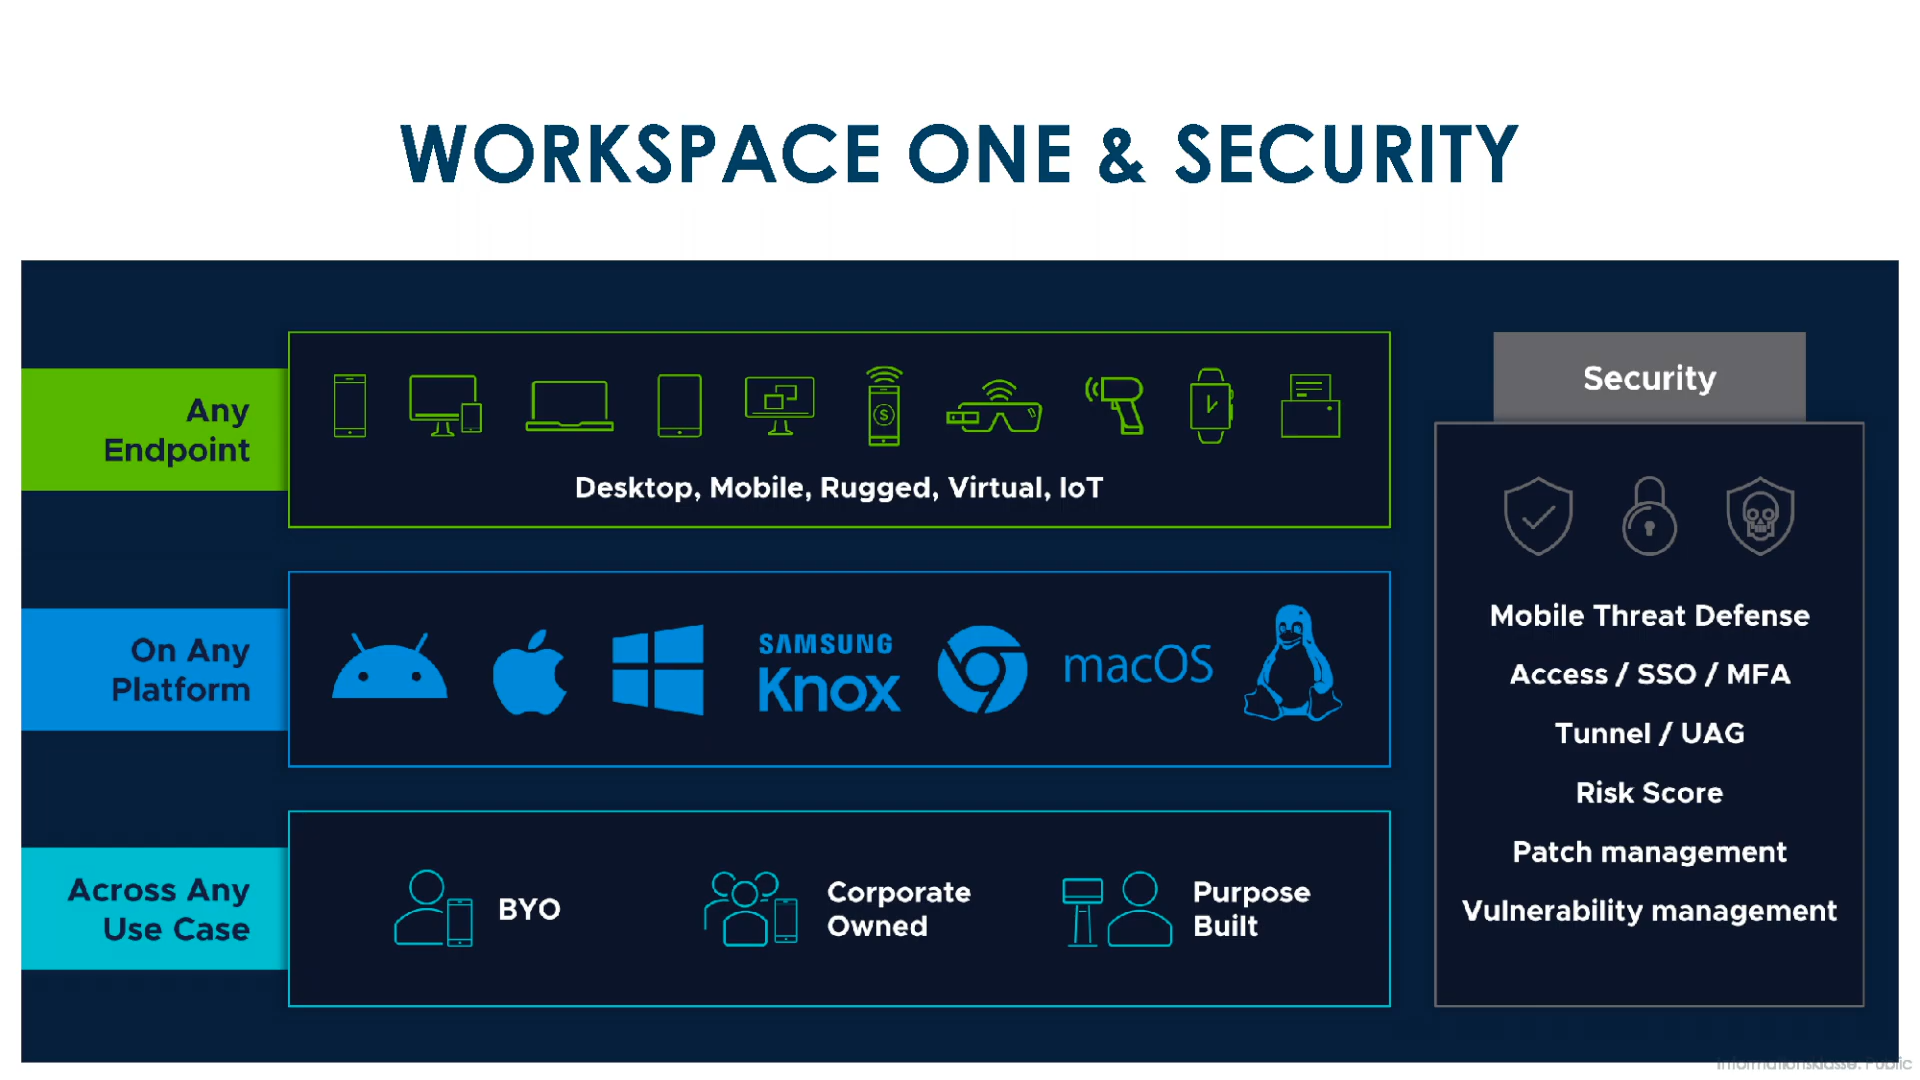 WORKSPACE ONE & SECURITY
Any
Endpoint
$
Desktop, Mobile, Rugged, Virtual, IoT
On Any
Platform
SAMSUNG
Knox
macOS
Across Any
Use Case
BYO
Corporate
Owned
Purpose
Built
Security
Mobile Threat Defense
Access / SSO / MFA
Tunnel / UAG
Risk Score
Patch management
Vulnerability management
Informationsklasse: Public